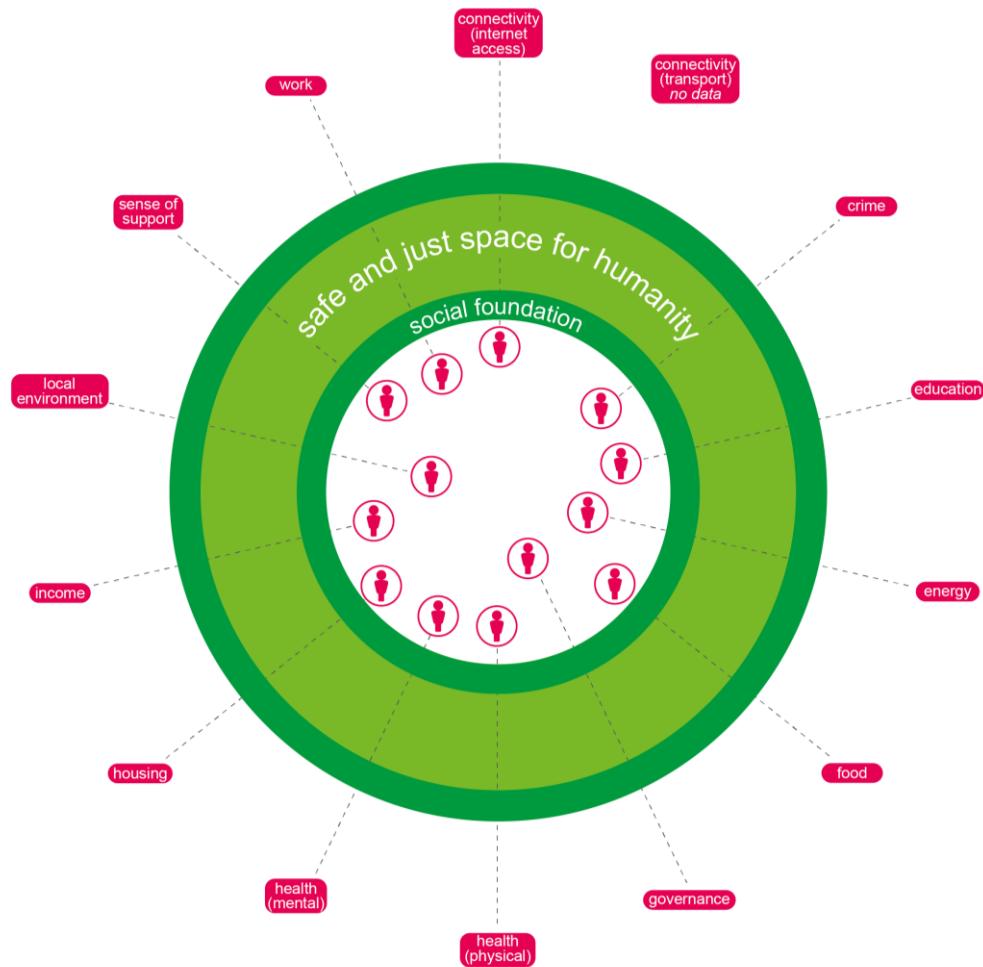 connectivity
(internet
access)
connectivity
(transport)
no data
work
sense of
support
crime
safe and just space for humanity
social foundation
local
environment
education
income
energy
housing
food
health
(mental)
governance
health
(physical)